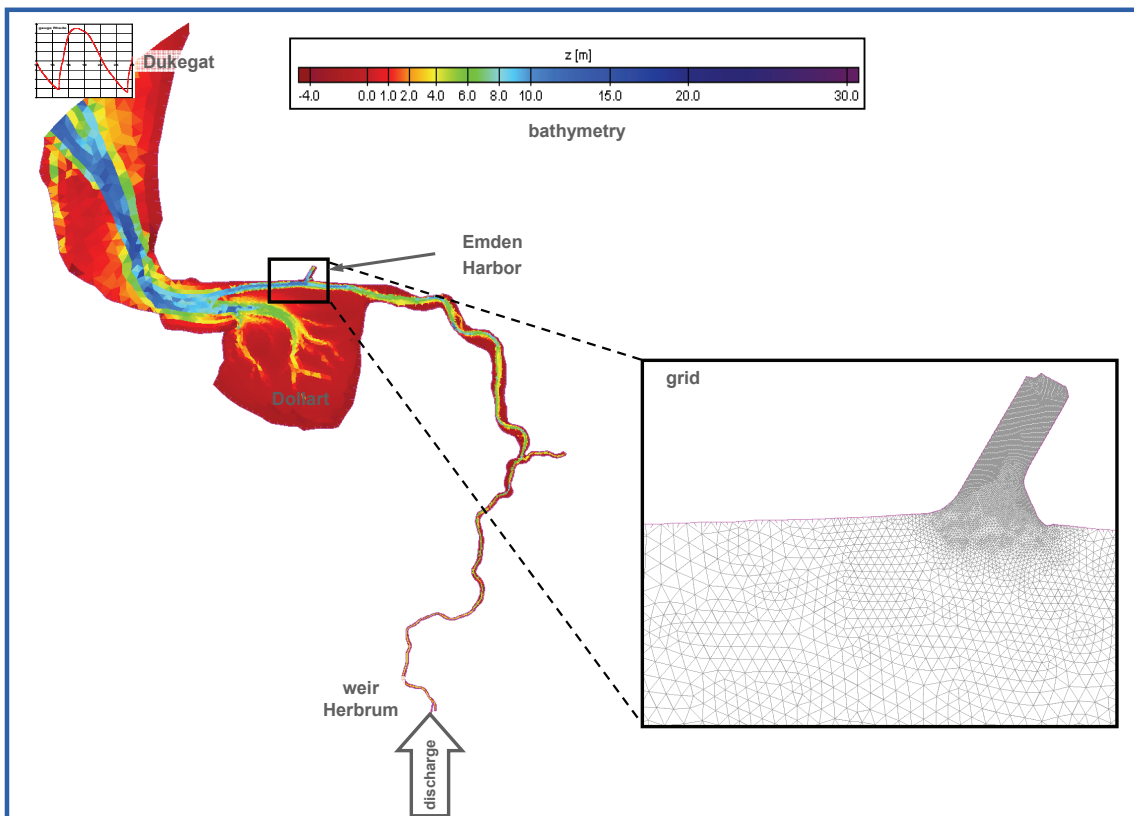 Dukegat
z [m]
-4.0 0.0 1.0 2.0 4.0 6.0 8.0 10.0 15.0 20.0 30.0
bathymetry
Emden
Harbor
grid
Dollart
weir
Herbrum
discharge